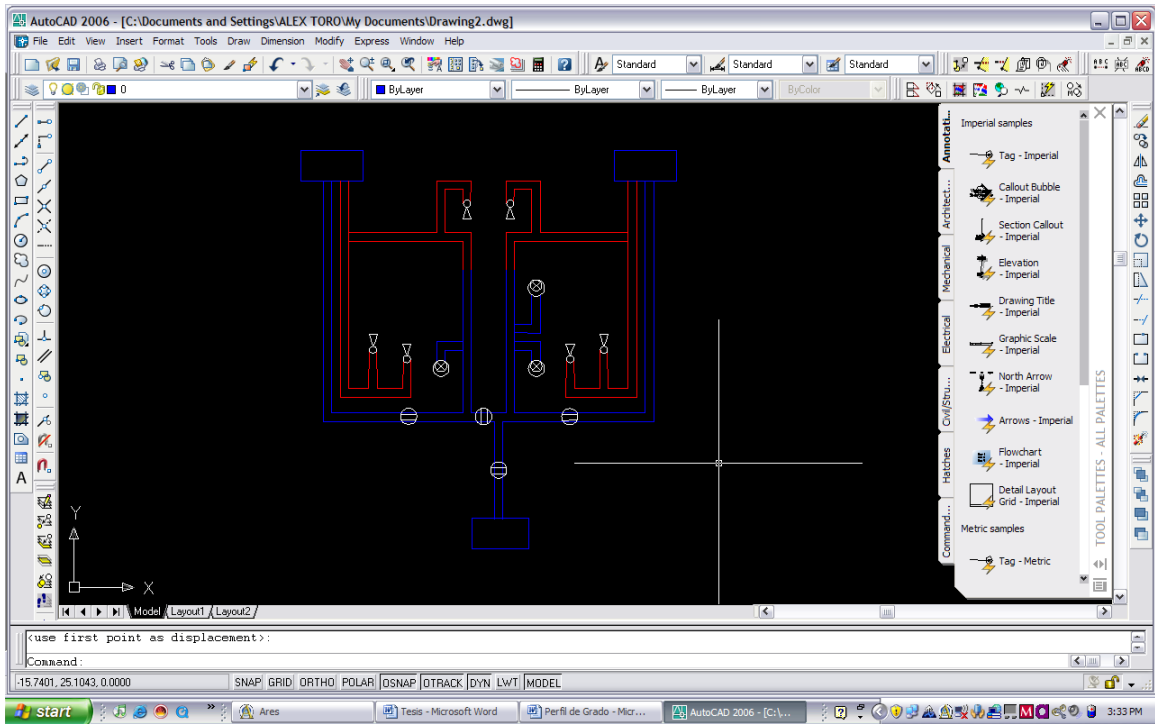 AutoCAD 2006 - [C:\Documents and Settings\ALEX TORO\My Documents\Drawing2.dwg]
File Edit View Insert Format Tools Draw Dimension Modify Express Window Help
Standard Standard Standard
0 ByLayer ByLayer ByLayer ByColor
Annotati...
Architect...
Mechanical
Electrical
Civil/Stru...
Hatches
Command...
Imperial samples
Tag - Imperial
Callout Bubble
- Imperial
Section Callout
- Imperial
Elevation
- Imperial
Drawing Title
- Imperial
Graphic Scale
- Imperial
North Arrow
- Imperial
Arrows - Imperial
Flowchart
- Imperial
Detail Layout
Grid - Imperial
Metric samples
Tag - Metric
TOOL PALETTES - ALL PALETTES
Y
X
Model Layout1 Layout2
<use first point as displacement>:
Command:
-15.7401, 25.1043, 0.0000 SNAP GRID ORTHO POLAR OSNAP OTRACK DYN LWT MODEL
start Ares Tesis - Microsoft Word Perfil de Grado - Micr... AutoCAD 2006 - [C:\... 3:33 PM